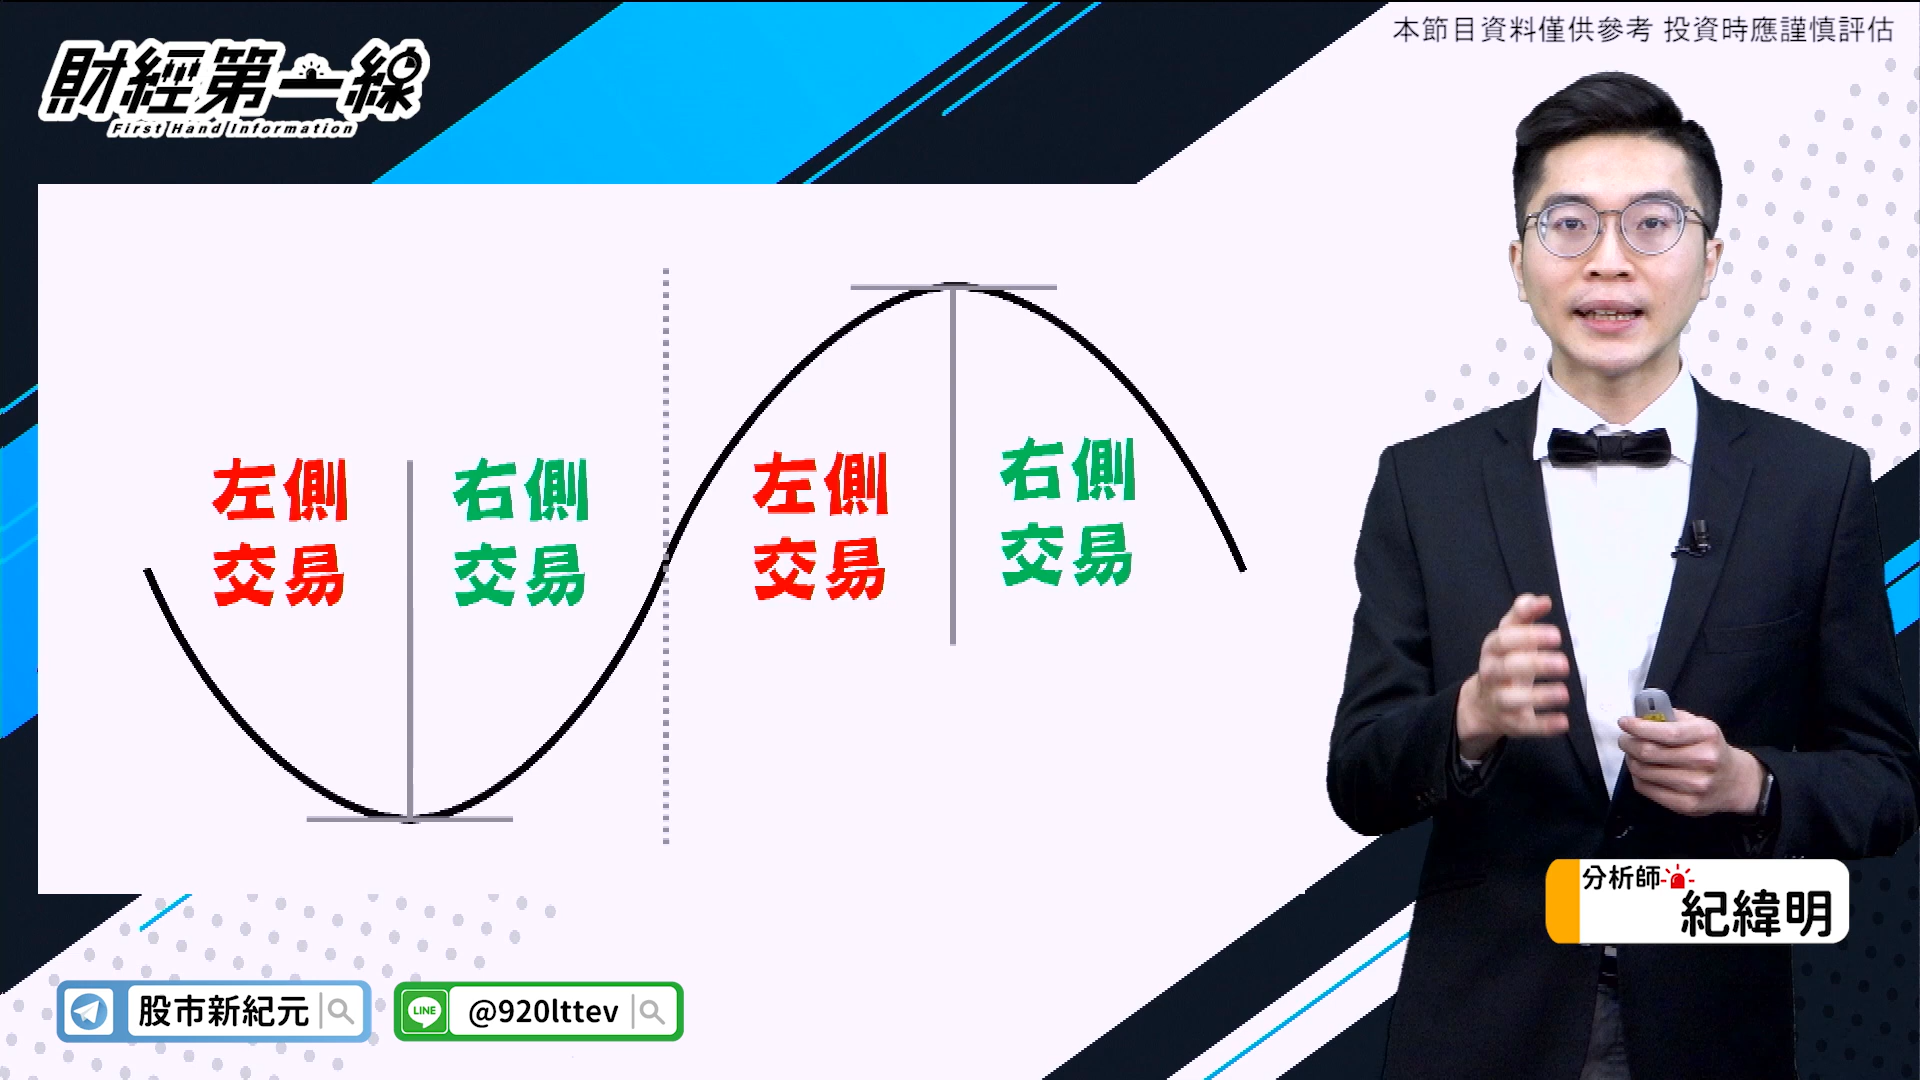 本節目資料僅供參考 投資時應謹慎評估
財經第一線
First Hand Information
左側
交易
右側
交易
左側
交易
右側
交易
分析師
紀緯明
股市新紀元
LINE
@920lttev